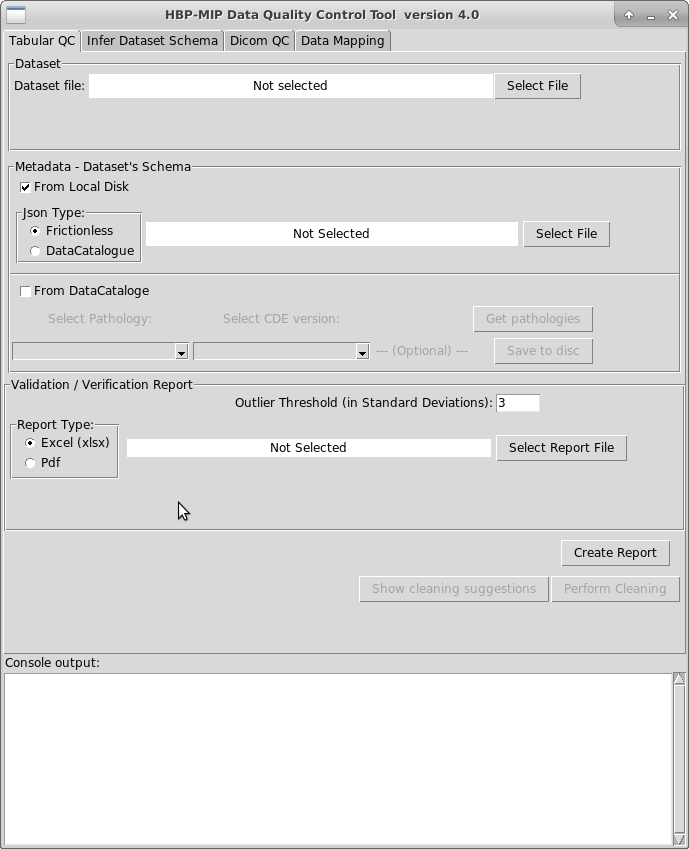 HBP-MIP Data Quality Control Tool  version 4.0
Tabular QC Infer Dataset Schema Dicom QC Data Mapping
Dataset
Dataset file: Not selected Select File
Metadata - Dataset's Schema
From Local Disk
Json Type:
Frictionless Not Selected Select File
DataCatalogue
From DataCataloge
Select Pathology: Select CDE version: Get pathologies
--- (Optional) --- Save to disc
Validation / Verification Report
Outlier Threshold (in Standard Deviations): 3
Report Type:
Excel (xlsx) Not Selected Select Report File
Pdf
Create Report
Show cleaning suggestions Perform Cleaning
Console output: